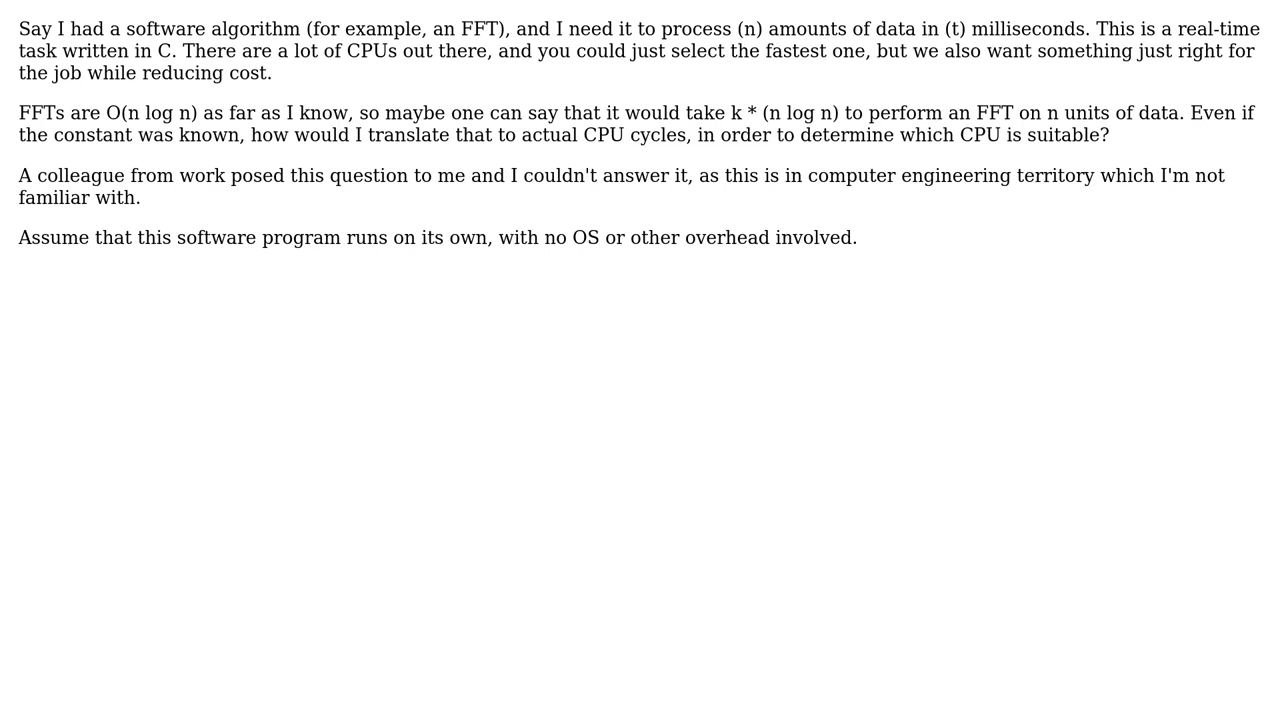 Say I had a software algorithm (for example, an FFT), and I need it to process (n) amounts of data in (t) milliseconds. This is a real-time
task written in C. There are a lot of CPUs out there, and you could just select the fastest one, but we also want something just right for
the job while reducing cost.
FFTs are O(n log n) as far as I know, so maybe one can say that it would take k * (n log n) to perform an FFT on n units of data. Even if
the constant was known, how would I translate that to actual CPU cycles, in order to determine which CPU is suitable?
A colleague from work posed this question to me and I couldn't answer it, as this is in computer engineering territory which I'm not
familiar with.
Assume that this software program runs on its own, with no OS or other overhead involved.